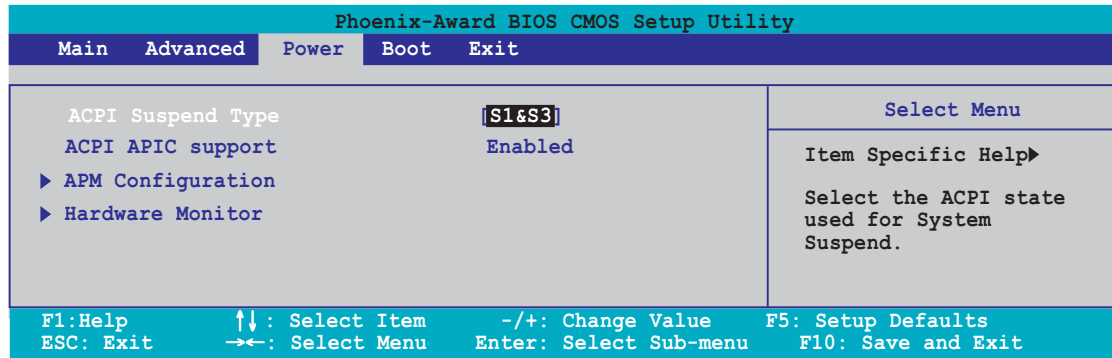 Phoenix-Award BIOS CMOS Setup Utility
Main Advanced Power Boot Exit
ACPI Suspend Type [S1&S3]
ACPI APIC support Enabled
APM Configuration
Hardware Monitor
Select Menu
Item Specific Help
Select the ACPI state
used for System
Suspend.
F1:Help ↑↓: Select Item -/+: Change Value F5: Setup Defaults
ESC: Exit →←: Select Menu Enter: Select Sub-menu F10: Save and Exit